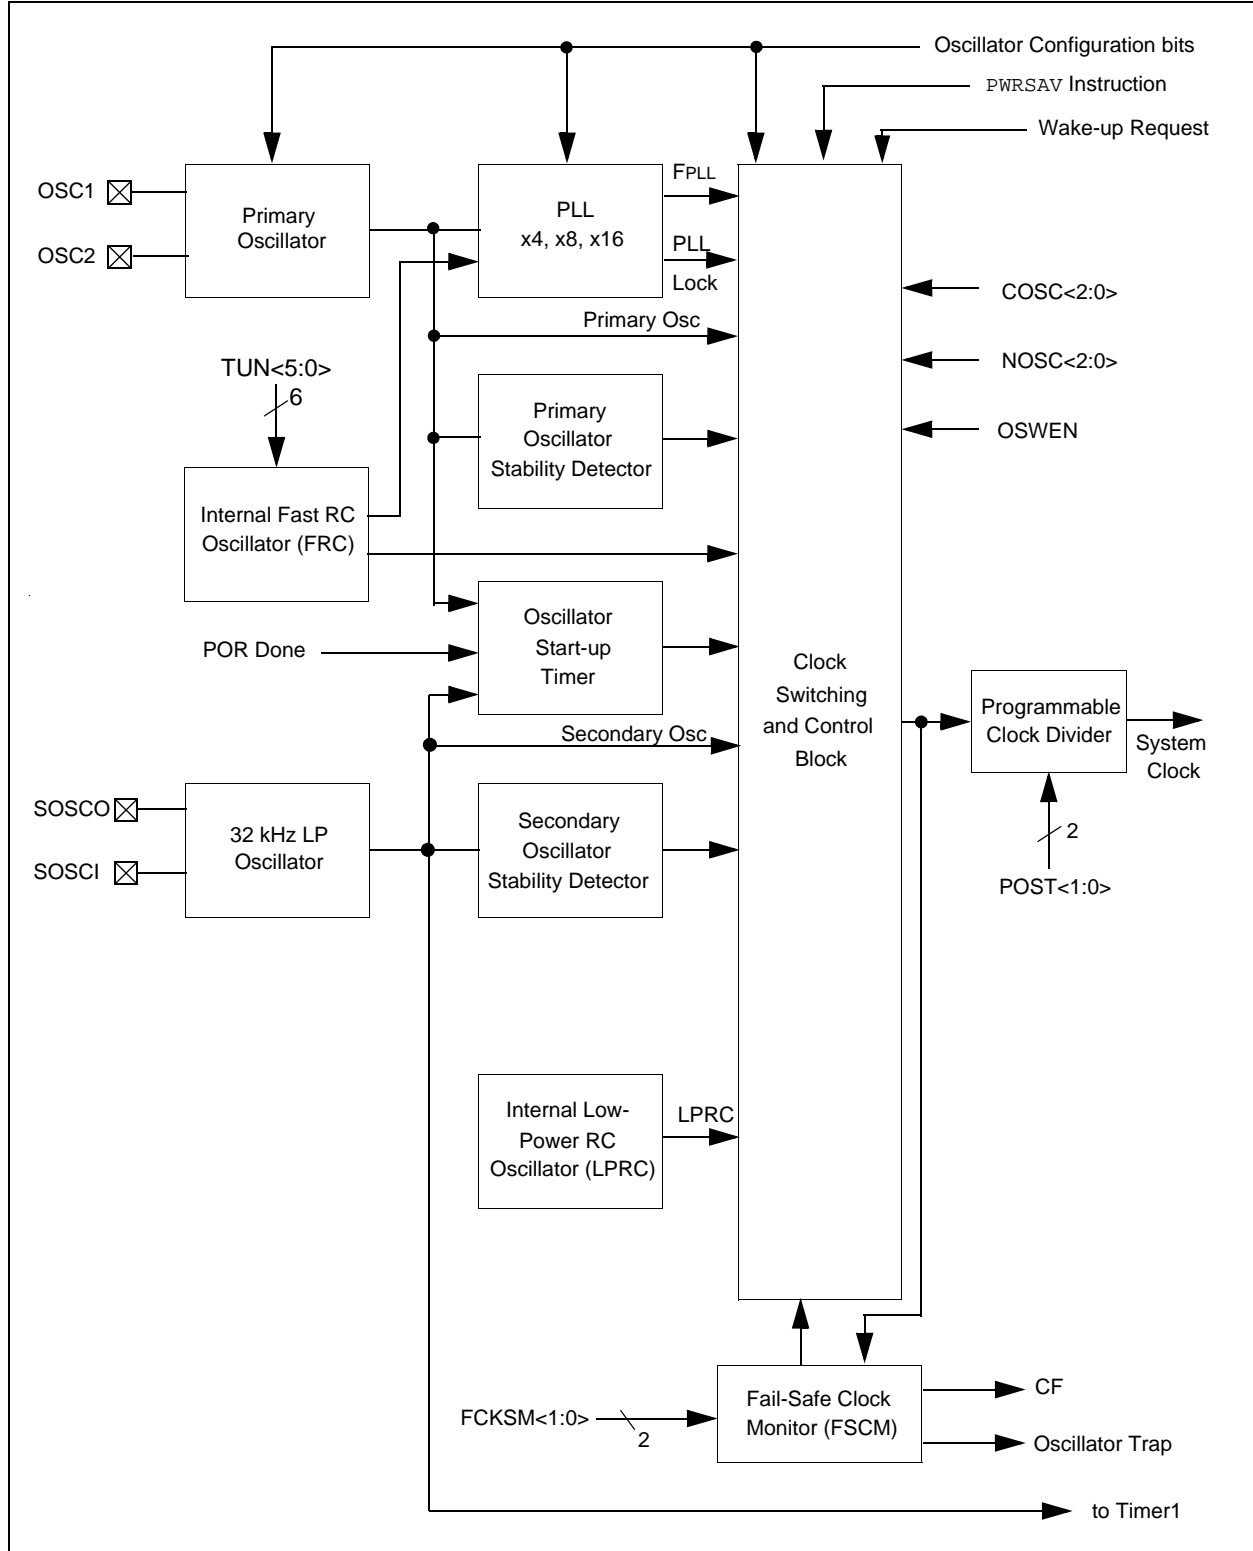 Oscillator Configuration bits
PWRSAV Instruction
Wake-up Request
OSC1
OSC2
Primary
Oscillator
PLL
x4, x8, x16
FPLL
PLL
Lock
Primary Osc
COSC<2:0>
NOSC<2:0>
OSWEN
TUN<5:0>
6
Primary
Oscillator
Stability Detector
Internal Fast RC
Oscillator (FRC)
POR Done
Oscillator
Start-up
Timer
Clock
Switching
and Control
Block
Programmable
Clock Divider
System
Clock
2
POST<1:0>
Secondary Osc
SOSCO
SOSCI
32 kHz LP
Oscillator
Secondary
Oscillator
Stability Detector
Internal Low-
Power RC
Oscillator (LPRC)
LPRC
FCKSM<1:0>
2
Fail-Safe Clock
Monitor (FSCM)
CF
Oscillator Trap
to Timer1